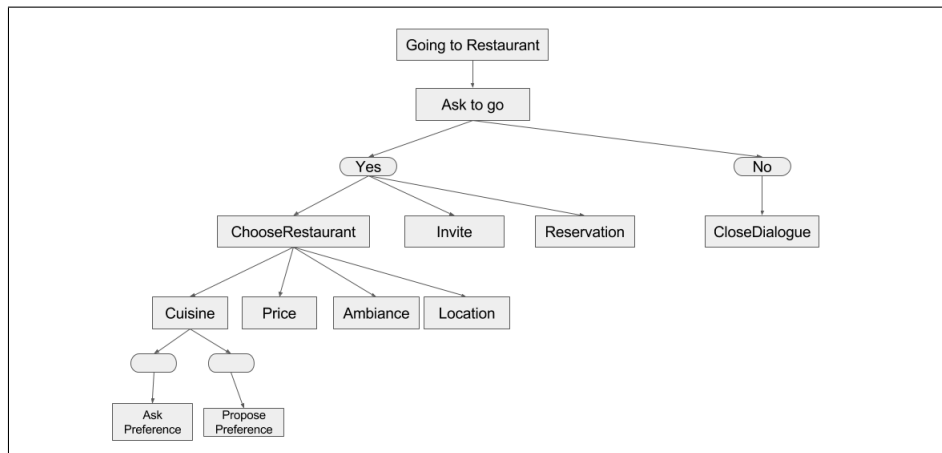 Going to Restaurant
Ask to go
Yes
No
ChooseRestaurant
Invite
Reservation
CloseDialogue
Cuisine
Price
Ambiance
Location
Ask
Preference
Propose
Preference